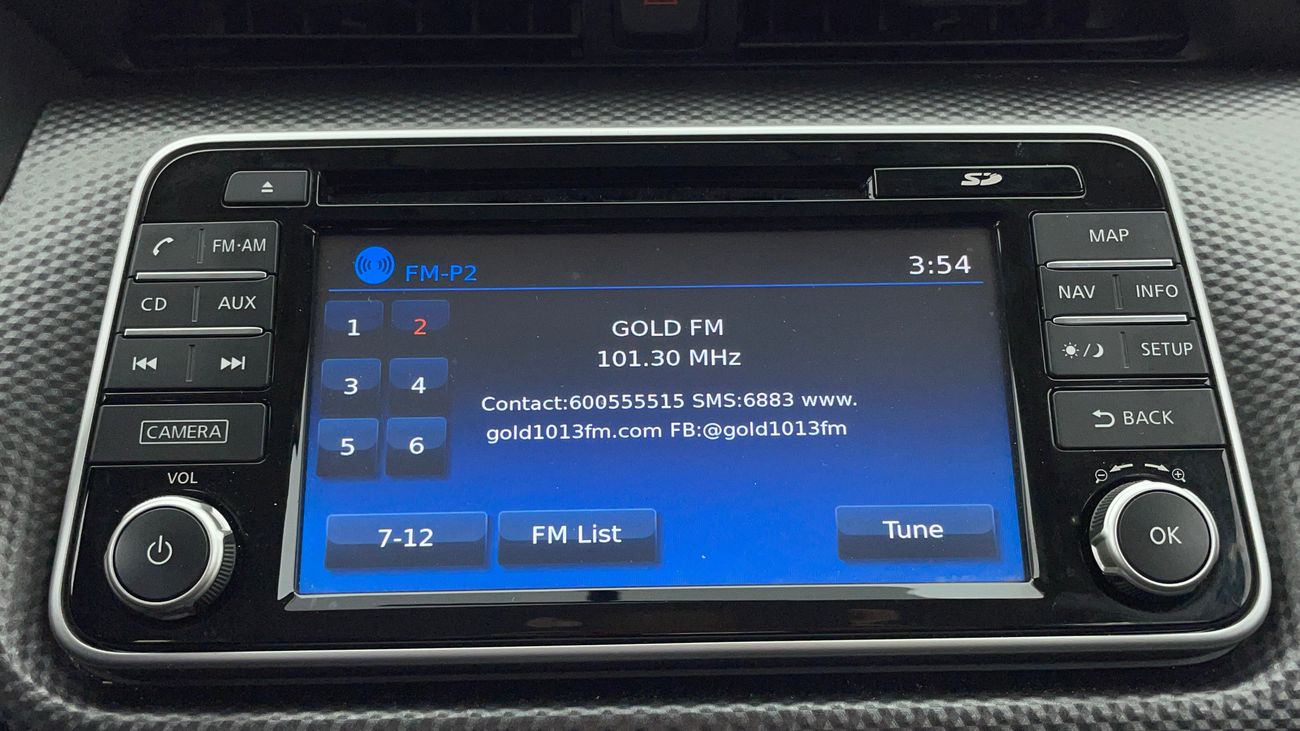 SD
FM·AM
CD AUX
CAMERA
VOL
FM-P2
3:54
1 2
3 4
5 6
GOLD FM
101.30 MHz
Contact:600555515 SMS:6883 www.
gold1013fm.com FB:@gold1013fm
7-12 FM List Tune
MAP
NAV INFO
SETUP
BACK
OK